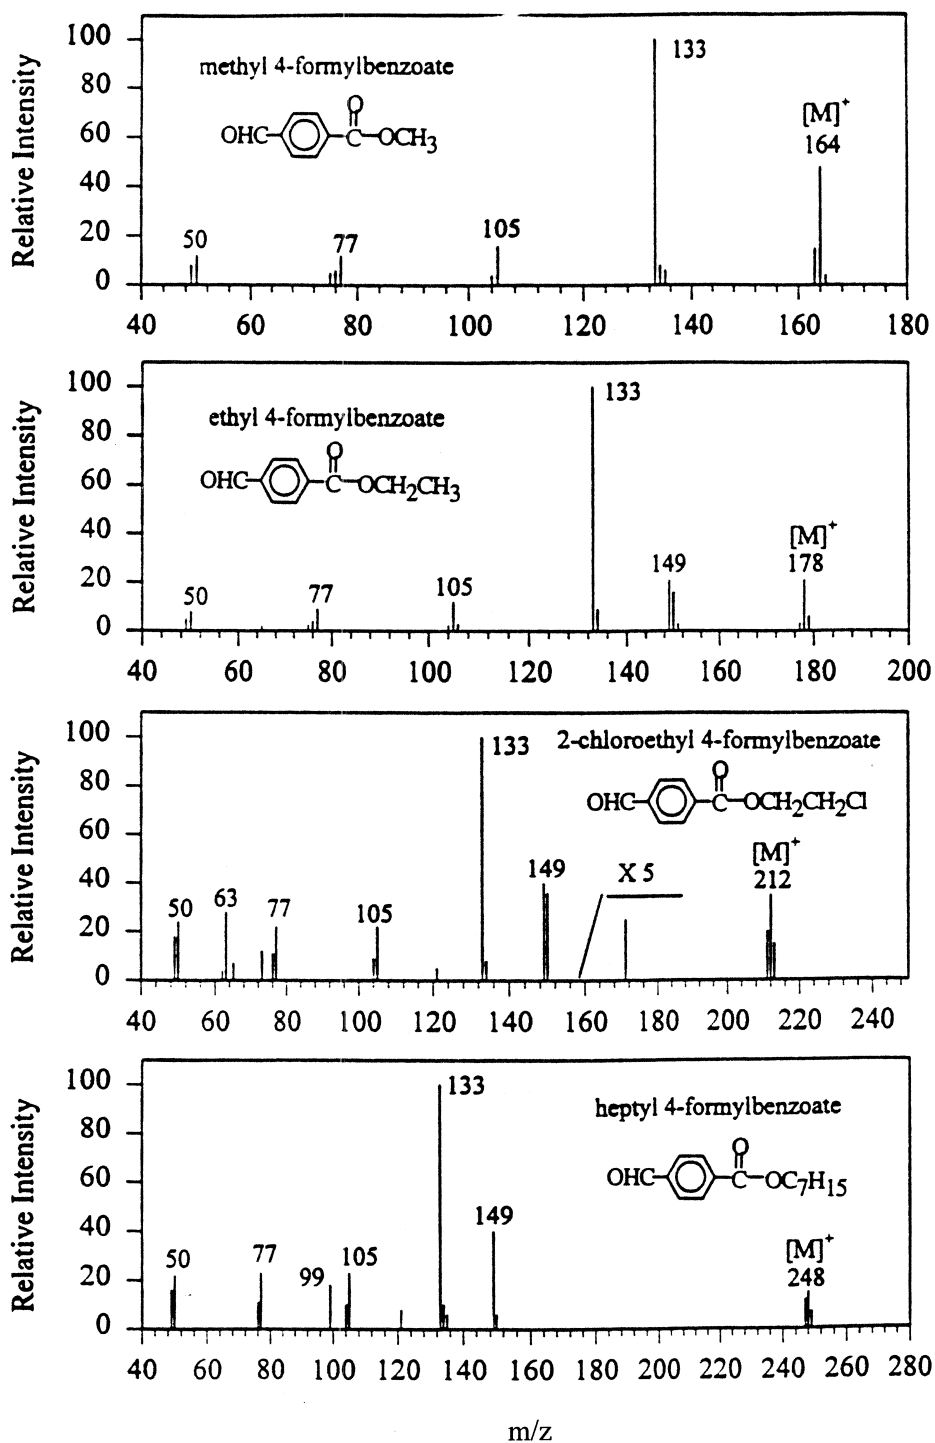 Relative Intensity
100
80
60
40
20
0
methyl 4-formylbenzoate
OHC
O
C
OCH3
50
77
105
133
[M]+
164
40 60 80 100 120 140 160 180
Relative Intensity
100
80
60
40
20
0
ethyl 4-formylbenzoate
OHC
O
C
OCH2CH3
50
77
105
133
149
[M]+
178
40 60 80 100 120 140 160 180 200
Relative Intensity
100
80
60
40
20
0
2-chloroethyl 4-formylbenzoate
OHC
O
C
OCH2CH2Cl
50
63
77
105
133
149
X 5
[M]+
212
40 60 80 100 120 140 160 180 200 220 240
Relative Intensity
100
80
60
40
20
0
heptyl 4-formylbenzoate
OHC
O
C
OC7H15
50
77
99
105
133
149
[M]+
248
40 60 80 100 120 140 160 180 200 220 240 260 280
m/z